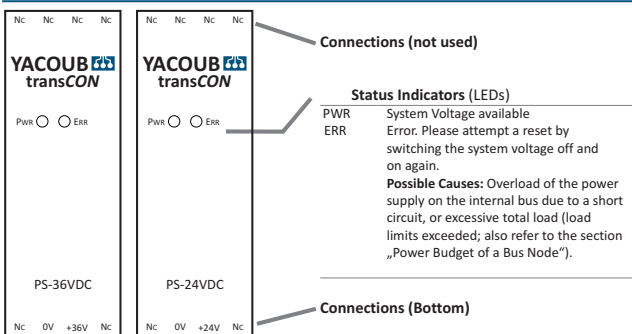 Nc Nc Nc Nc
YACOUB
transCON
PWR ERR
PS-36VDC
Nc 0V +36V Nc
Nc Nc Nc Nc
YACOUB
transCON
PWR ERR
PS-24VDC
Nc 0V +24V Nc
Connections (not used)
Status Indicators (LEDs)
PWR System Voltage available
ERR Error. Please attempt a reset by
switching the system voltage off and
on again.
Possible Causes: Overload of the power
supply on the internal bus due to a short
circuit, or excessive total load (load
limits exceeded; also refer to the section
„Power Budget of a Bus Node“).
Connections (Bottom)